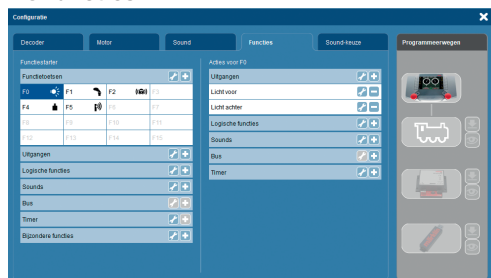 Configuratie
Decoder
Motor
Sound
Functies
Sound-keuze
Programmeerwegen
Functiestarter
Functietoetsen
F0 F1 F2 F3
F4 F5 F6 F7
F8 F9 F10 F11
F12 F13 F14 F15
Uitgangen
Logische functies
Sounds
Bus
Timer
Bijzondere functies
Acties voor F0
Uitgangen
Licht voor
Licht achter
Logische functies
Sounds
Bus
Timer